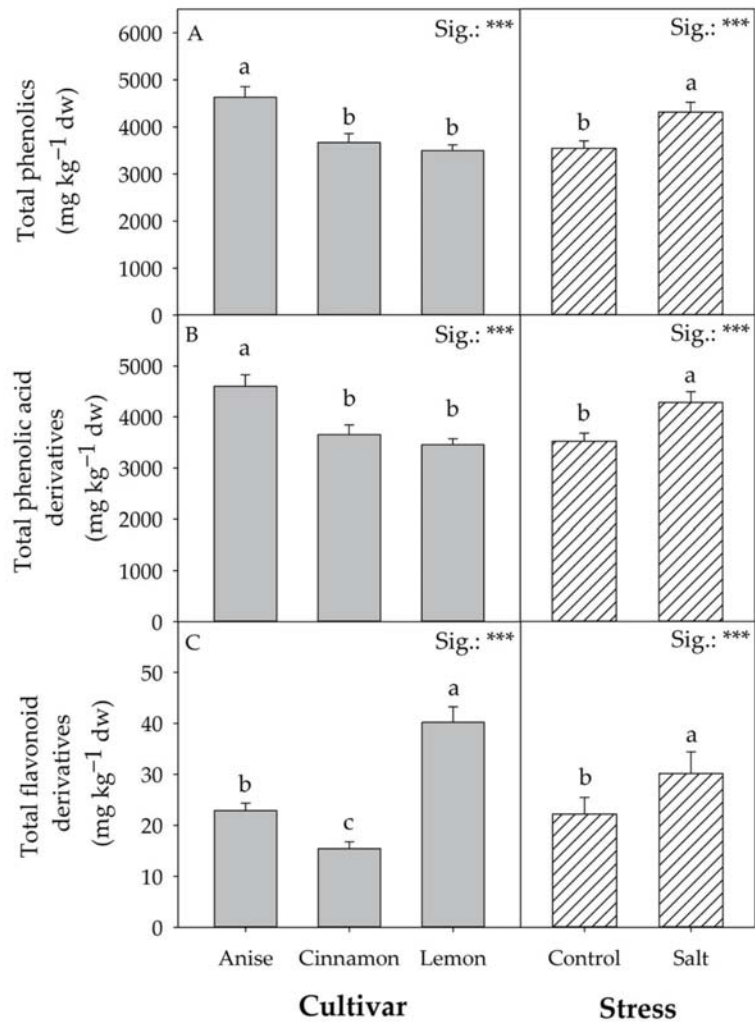 A
Sig.: ***
Sig.: ***
Total phenolics
(mg kg−1 dw)
6000
5000
4000
3000
2000
1000
0
a
b
b
b
a
B
Sig.: ***
Sig.: ***
Total phenolic acid
derivatives
(mg kg−1 dw)
5000
4000
3000
2000
1000
0
a
b
b
b
a
C
Sig.: ***
Sig.: ***
Total flavonoid
derivatives
(mg kg−1 dw)
50
40
30
20
10
0
b
c
a
b
a
Anise Cinnamon Lemon Control Salt
Cultivar Stress